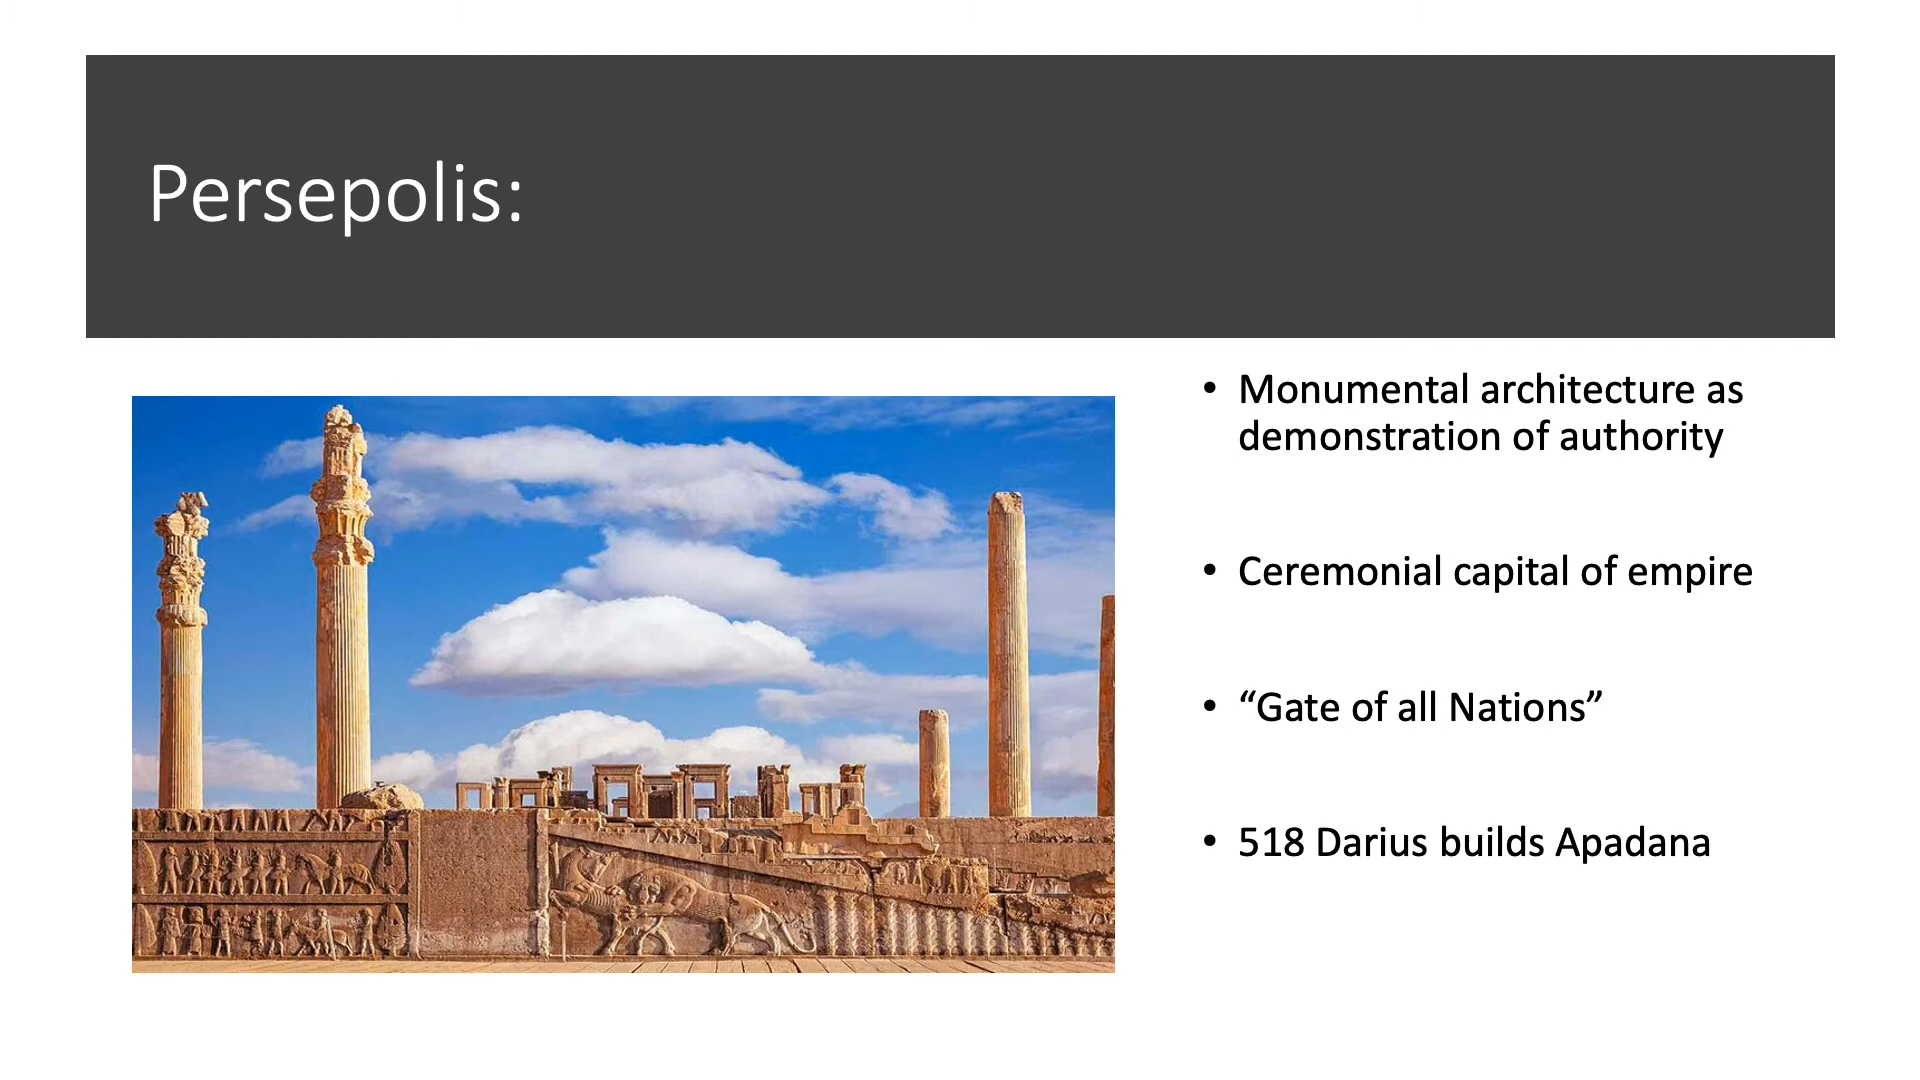 Persepolis:
• Monumental architecture as
demonstration of authority
• Ceremonial capital of empire
• “Gate of all Nations”
• 518 Darius builds Apadana